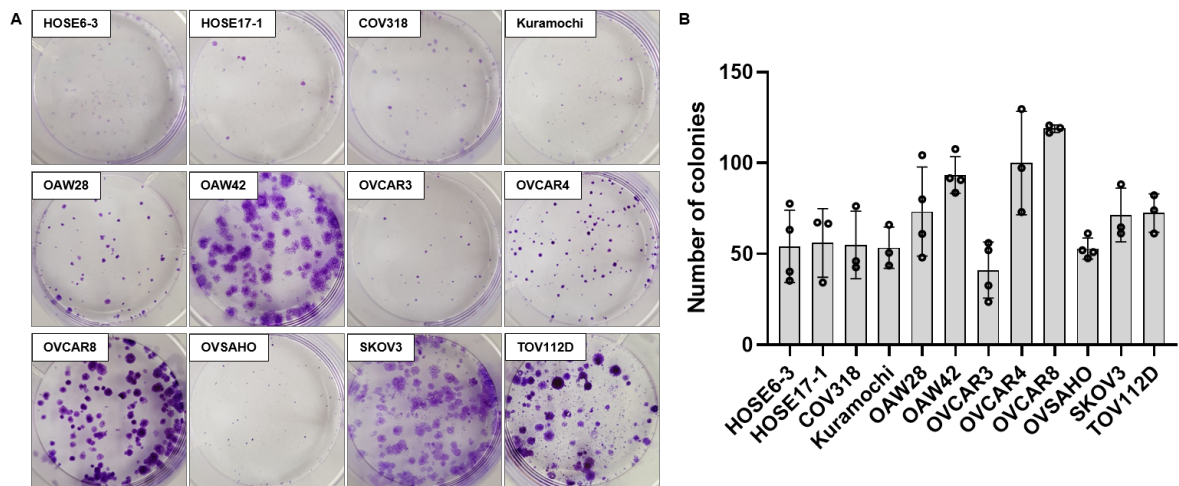 A
HOSE6-3
HOSE17-1
COV318
Kuramochi
OAW28
OAW42
OVCAR3
OVCAR4
OVCAR8
OVSAHO
SKOV3
TOV112D
B
Number of colonies
150
100
50
0
HOSE6-3
HOSE17-1
COV318
Kuramochi
OAW28
OAW42
OVCAR3
OVCAR4
OVCAR8
OVSAHO
SKOV3
TOV112D